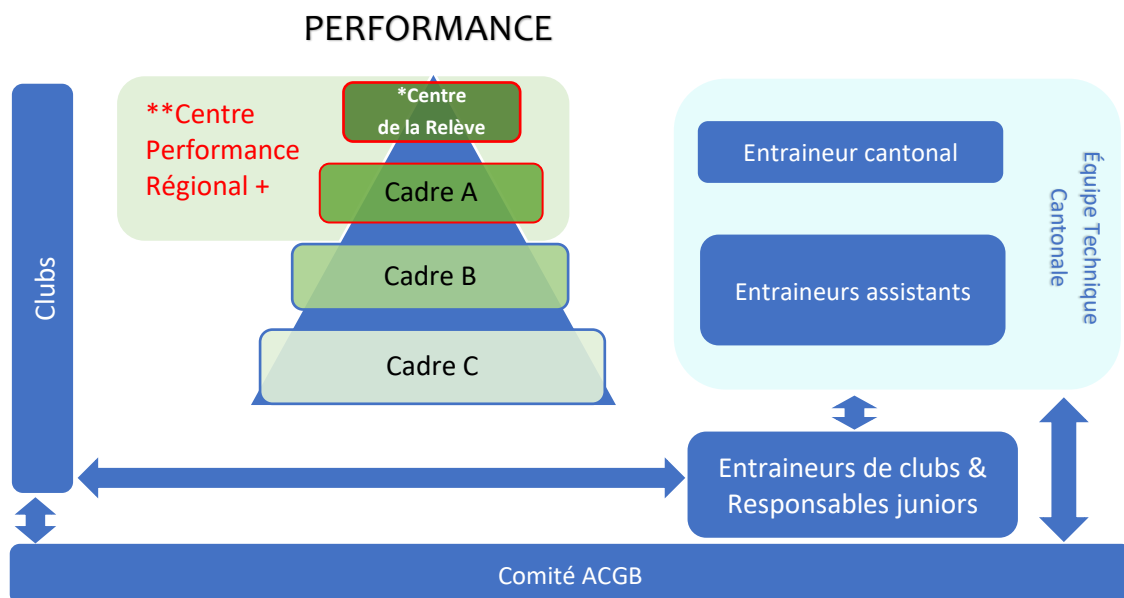 PERFORMANCE
Clubs
**Centre
Performance
Régional +
*Centre
de la Relève
Cadre A
Cadre B
Cadre C
Entraineur cantonal
Entraineurs assistants
Équipe Technique
Cantonale
Entraineurs de clubs &
Responsables juniors
Comité ACGB